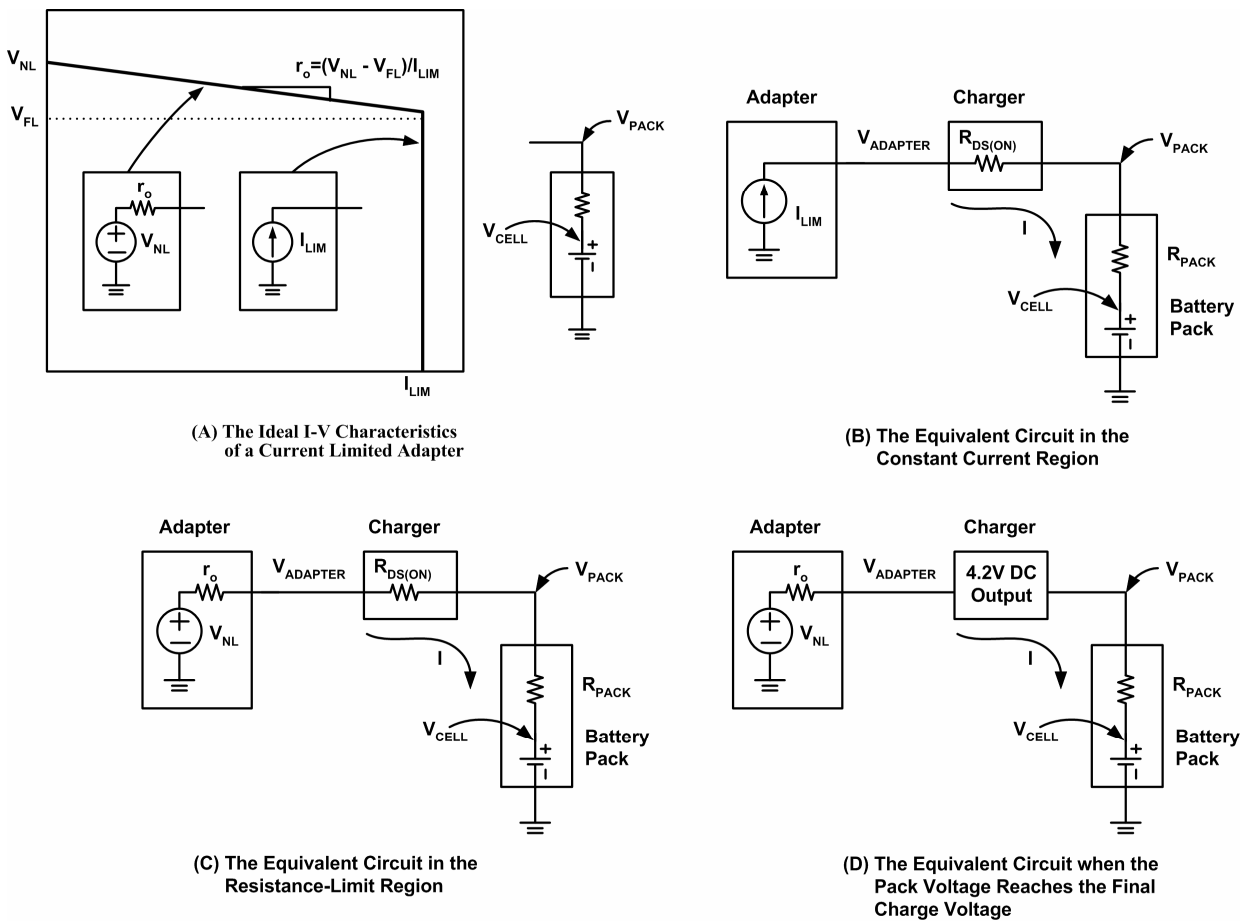 V_NL
r_o=(V_NL - V_FL)/I_LIM
V_FL
r_o
+
−
V_NL
I_LIM
I_LIM
V_PACK
V_CELL
+
I
(A) The Ideal I-V Characteristics
of a Current Limited Adapter
Adapter
Charger
V_ADAPTER
R_DS(ON)
V_PACK
I_LIM
I
R_PACK
V_CELL
+
I
Battery
Pack
(B) The Equivalent Circuit in the
Constant Current Region
Adapter
Charger
r_o
V_ADAPTER
R_DS(ON)
V_PACK
+
−
V_NL
I
R_PACK
V_CELL
+
I
Battery
Pack
(C) The Equivalent Circuit in the
Resistance-Limit Region
Adapter
Charger
r_o
V_ADAPTER
4.2V DC
Output
V_PACK
+
−
V_NL
I
R_PACK
V_CELL
+
I
Battery
Pack
(D) The Equivalent Circuit when the
Pack Voltage Reaches the Final
Charge Voltage